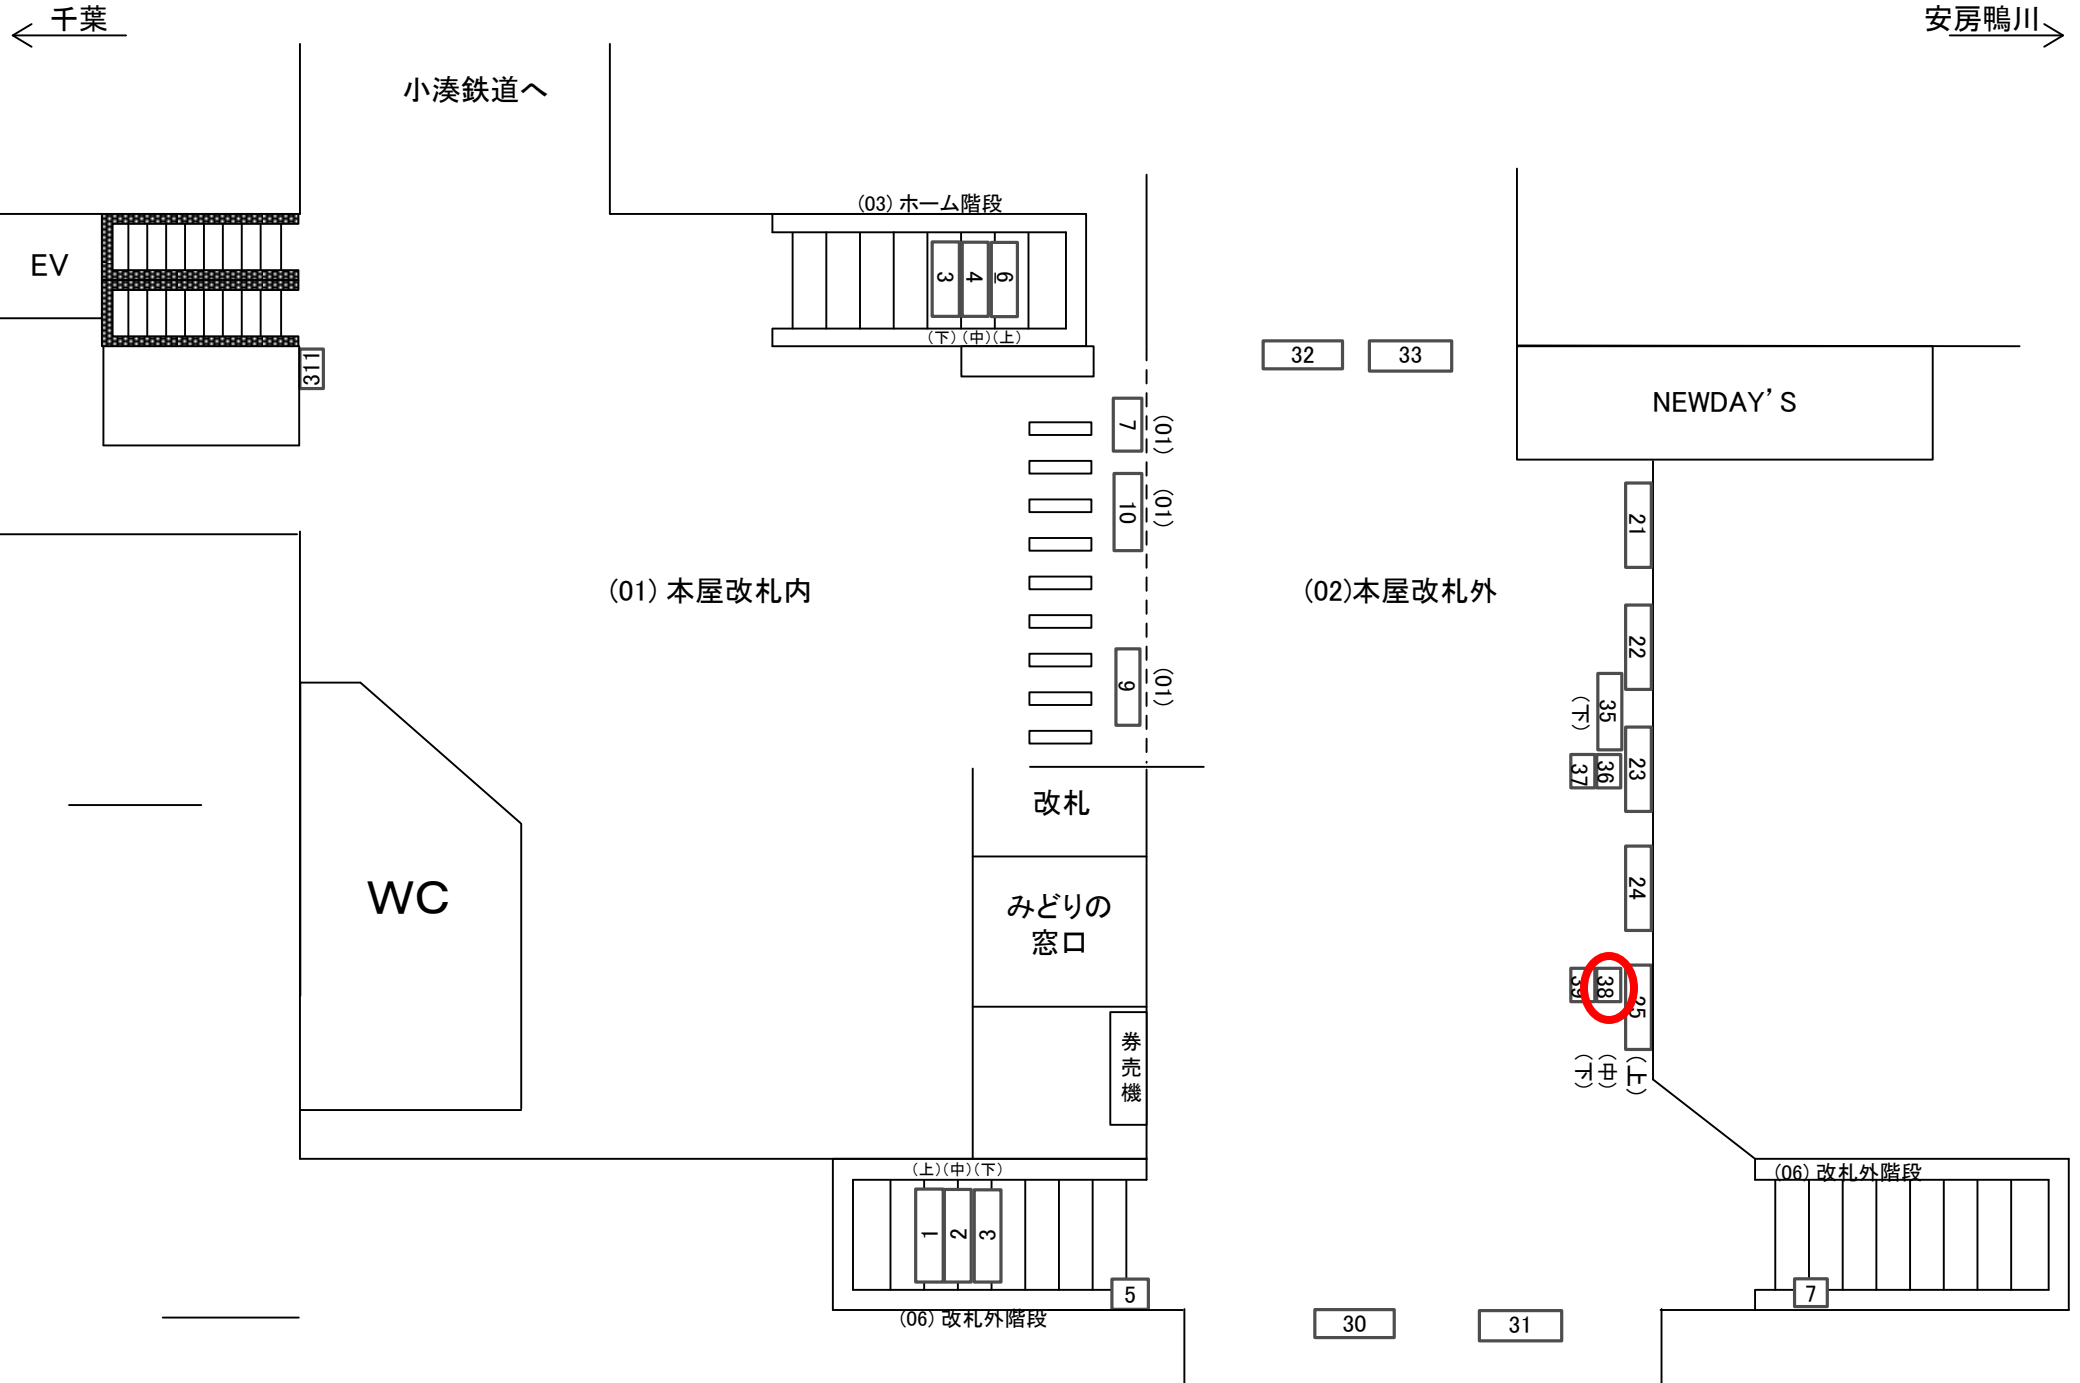 千葉
安房鴨川
小湊鉄道へ
(03) ホーム階段
EV
3
4
6
(下)(中)(上)
311
32
33
NEWDAY'S
7
(01)
10
(01)
21
(01) 本屋改札内
(02)本屋改札外
22
9
(01)
35
(下)
23
37
36
改札
24
WC
みどりの
窓口
39
38
25
券売機
(下)
(中)
(上)
(上)(中)(下)
(06) 改札外階段
1
2
3
5
7
(06) 改札外階段
30
31